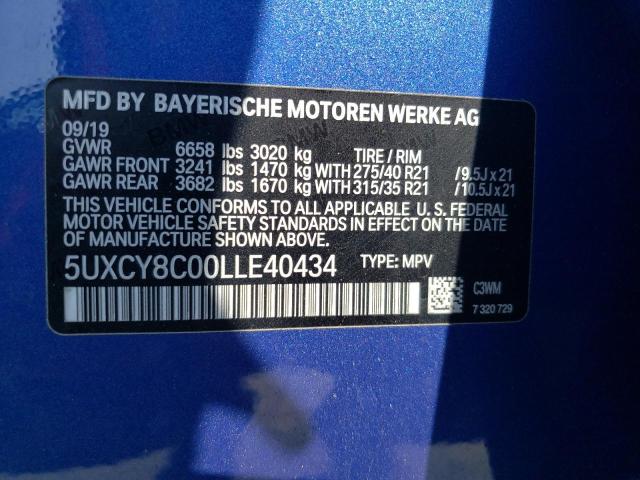 MFD BY BAYERISCHE MOTOREN WERKE AG
09/19
GVWR 6658 lbs 3020 kg TIRE / RIM
GAWR FRONT 3241 lbs 1470 kg WITH 275/40 R21 /9.5J x 21
GAWR REAR 3682 lbs 1670 kg WITH 315/35 R21 /10.5J x 21
THIS VEHICLE CONFORMS TO ALL APPLICABLE U. S. FEDERAL
MOTOR VEHICLE SAFETY STANDARDS IN EFFECT ON THE
DATE OF MANUFACTURE SHOWN ABOVE.
5UXCY8C00LLE40434 TYPE: MPV
C3WM
7 320 729